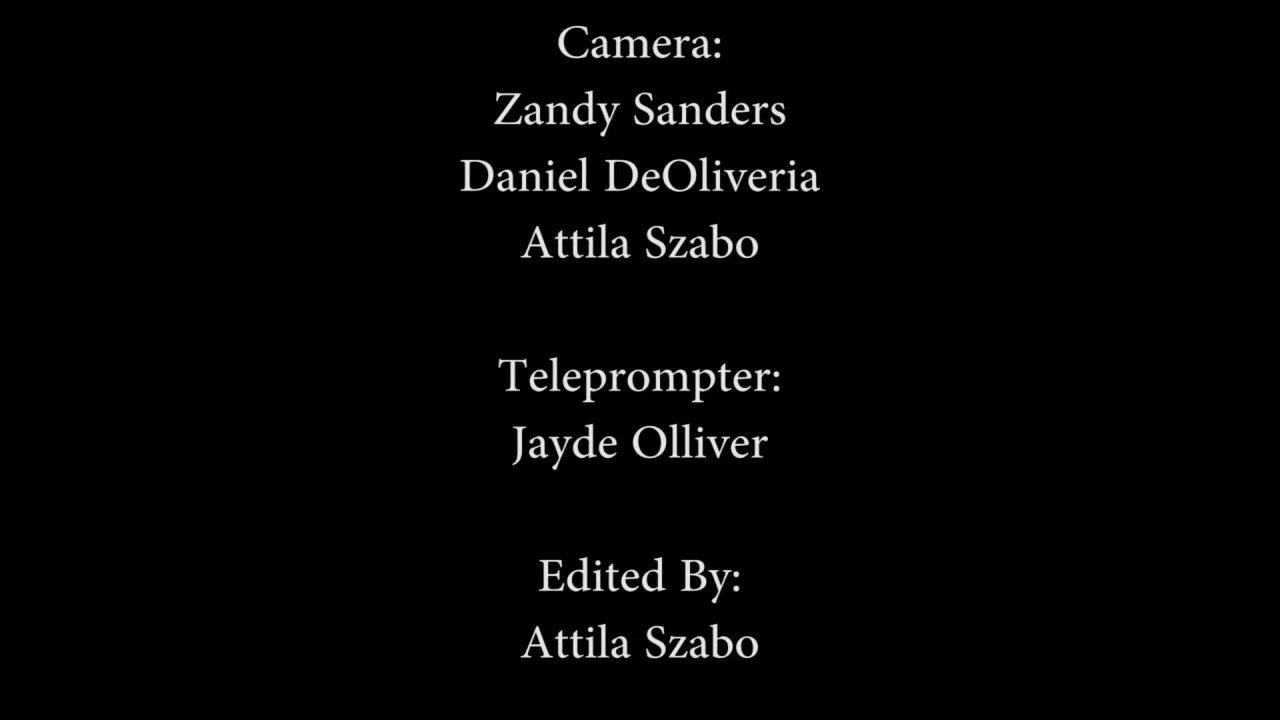 Camera:
Zandy Sanders
Daniel DeOliveria
Attila Szabo
Teleprompter:
Jayde Olliver
Edited By:
Attila Szabo